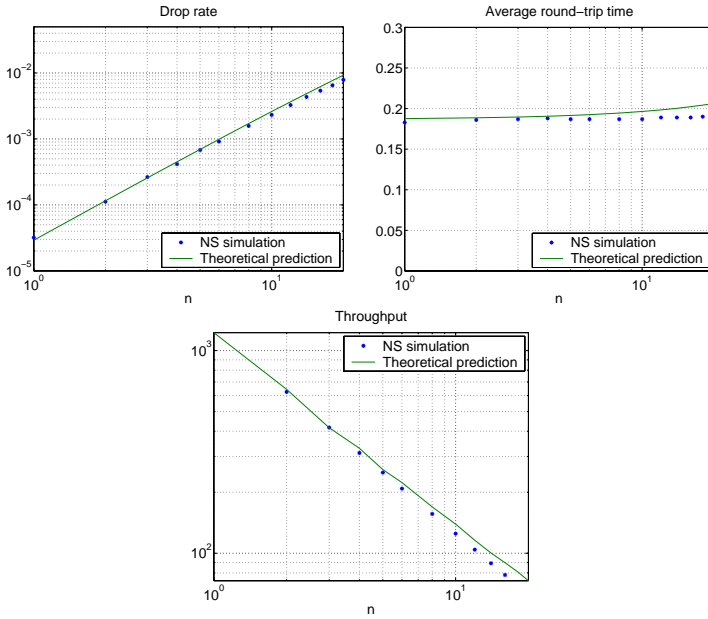 Drop rate
10^-2
10^-3
10^-4
10^-5
10^0
10^1
n
NS simulation
Theoretical prediction
Average round-trip time
0.3
0.25
0.2
0.15
0.1
0.05
0
10^0
10^1
n
NS simulation
Theoretical prediction
Throughput
10^3
10^2
10^0
10^1
n
NS simulation
Theoretical prediction